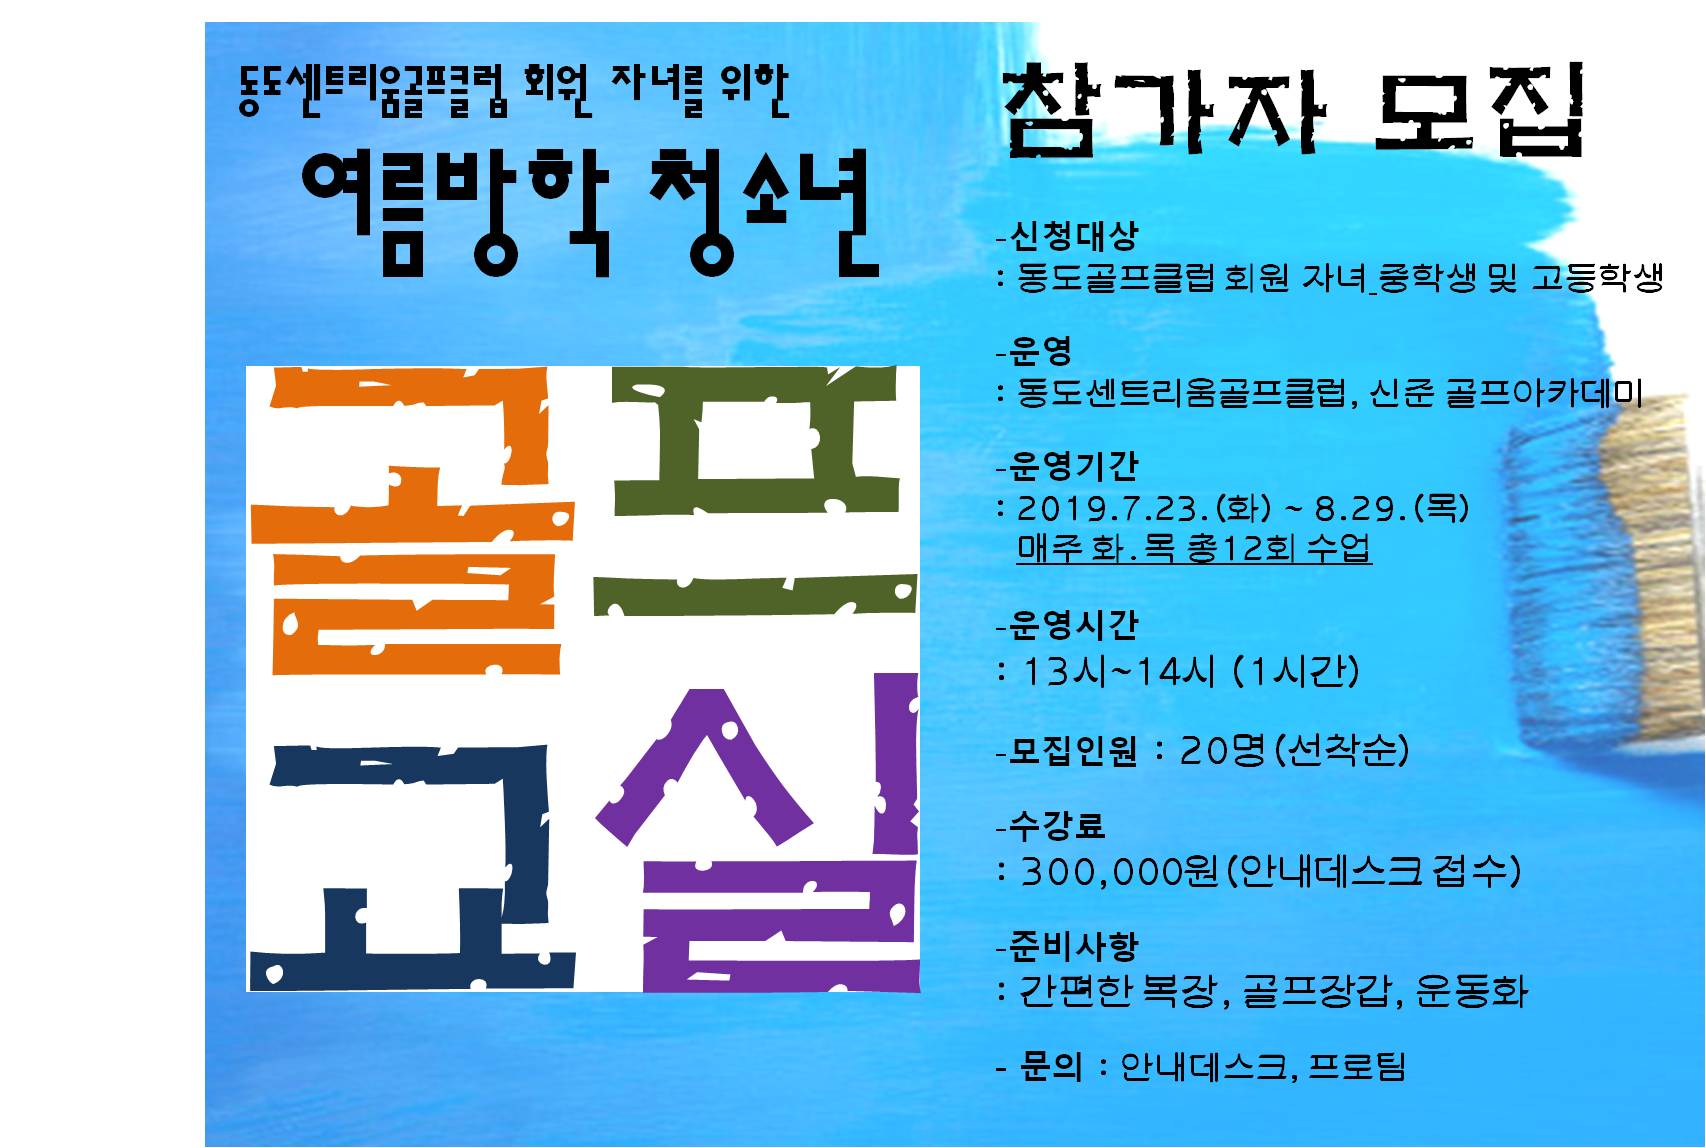 동도센트리움골프클럽 회원 자녀를 위한
여름방학 청소년
골프
교실
참가자 모집
-신청대상
: 동도골프클럽 회원 자녀_중학생 및 고등학생
-운영
: 동도센트리움골프클럽, 신준 골프아카데미
-운영기간
: 2019.7.23.(화) ~ 8.29.(목)
매주 화.목 총12회 수업
-운영시간
: 13시~14시 (1시간)
-모집인원 : 20명(선착순)
-수강료
: 300,000원(안내데스크 접수)
-준비사항
: 간편한 복장, 골프장갑, 운동화
- 문의 : 안내데스크, 프로팀